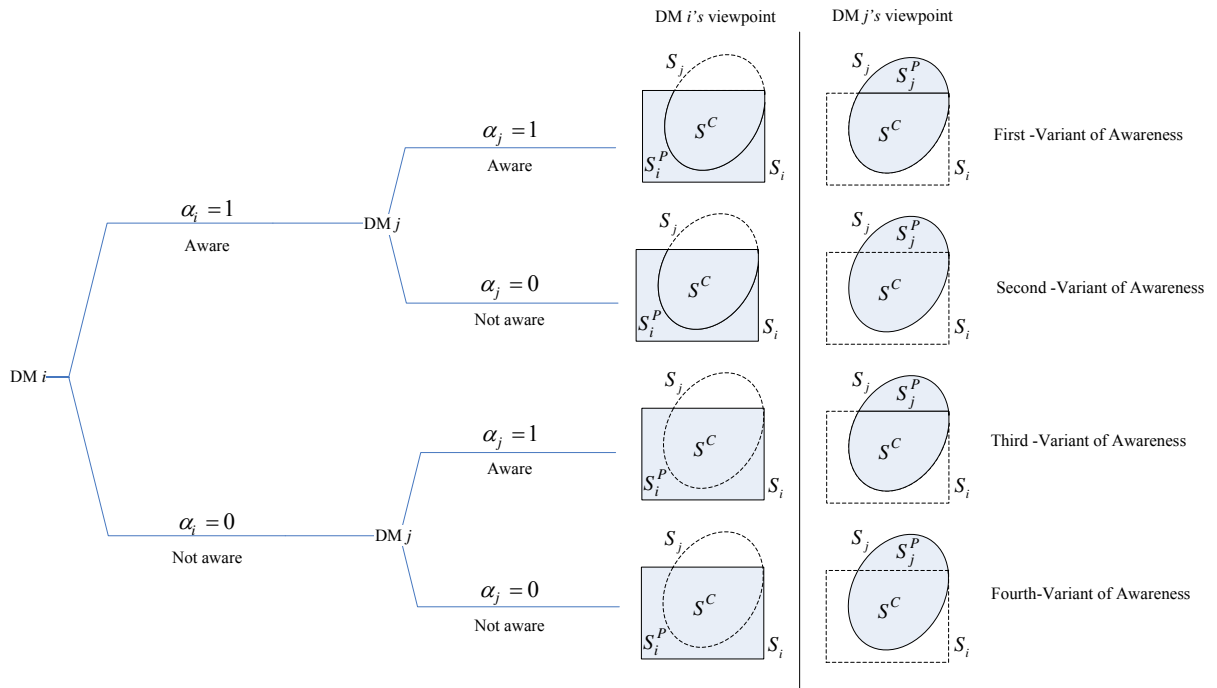 DM i's viewpoint
DM j's viewpoint
S_j
S^C
S_i^P
S_i
S_j
S_j^P
S^C
S_i
α_j = 1
Aware
First -Variant of Awareness
α_i = 1
Aware
DM j
S_j
S^C
S_i^P
S_i
S_j
S_j^P
S^C
S_i
α_j = 0
Not aware
Second -Variant of Awareness
DM i
S_j
S^C
S_i^P
S_i
S_j
S_j^P
S^C
S_i
α_j = 1
Aware
Third -Variant of Awareness
α_i = 0
Not aware
DM j
S_j
S^C
S_i^P
S_i
S_j
S_j^P
S^C
S_i
α_j = 0
Not aware
Fourth-Variant of Awareness